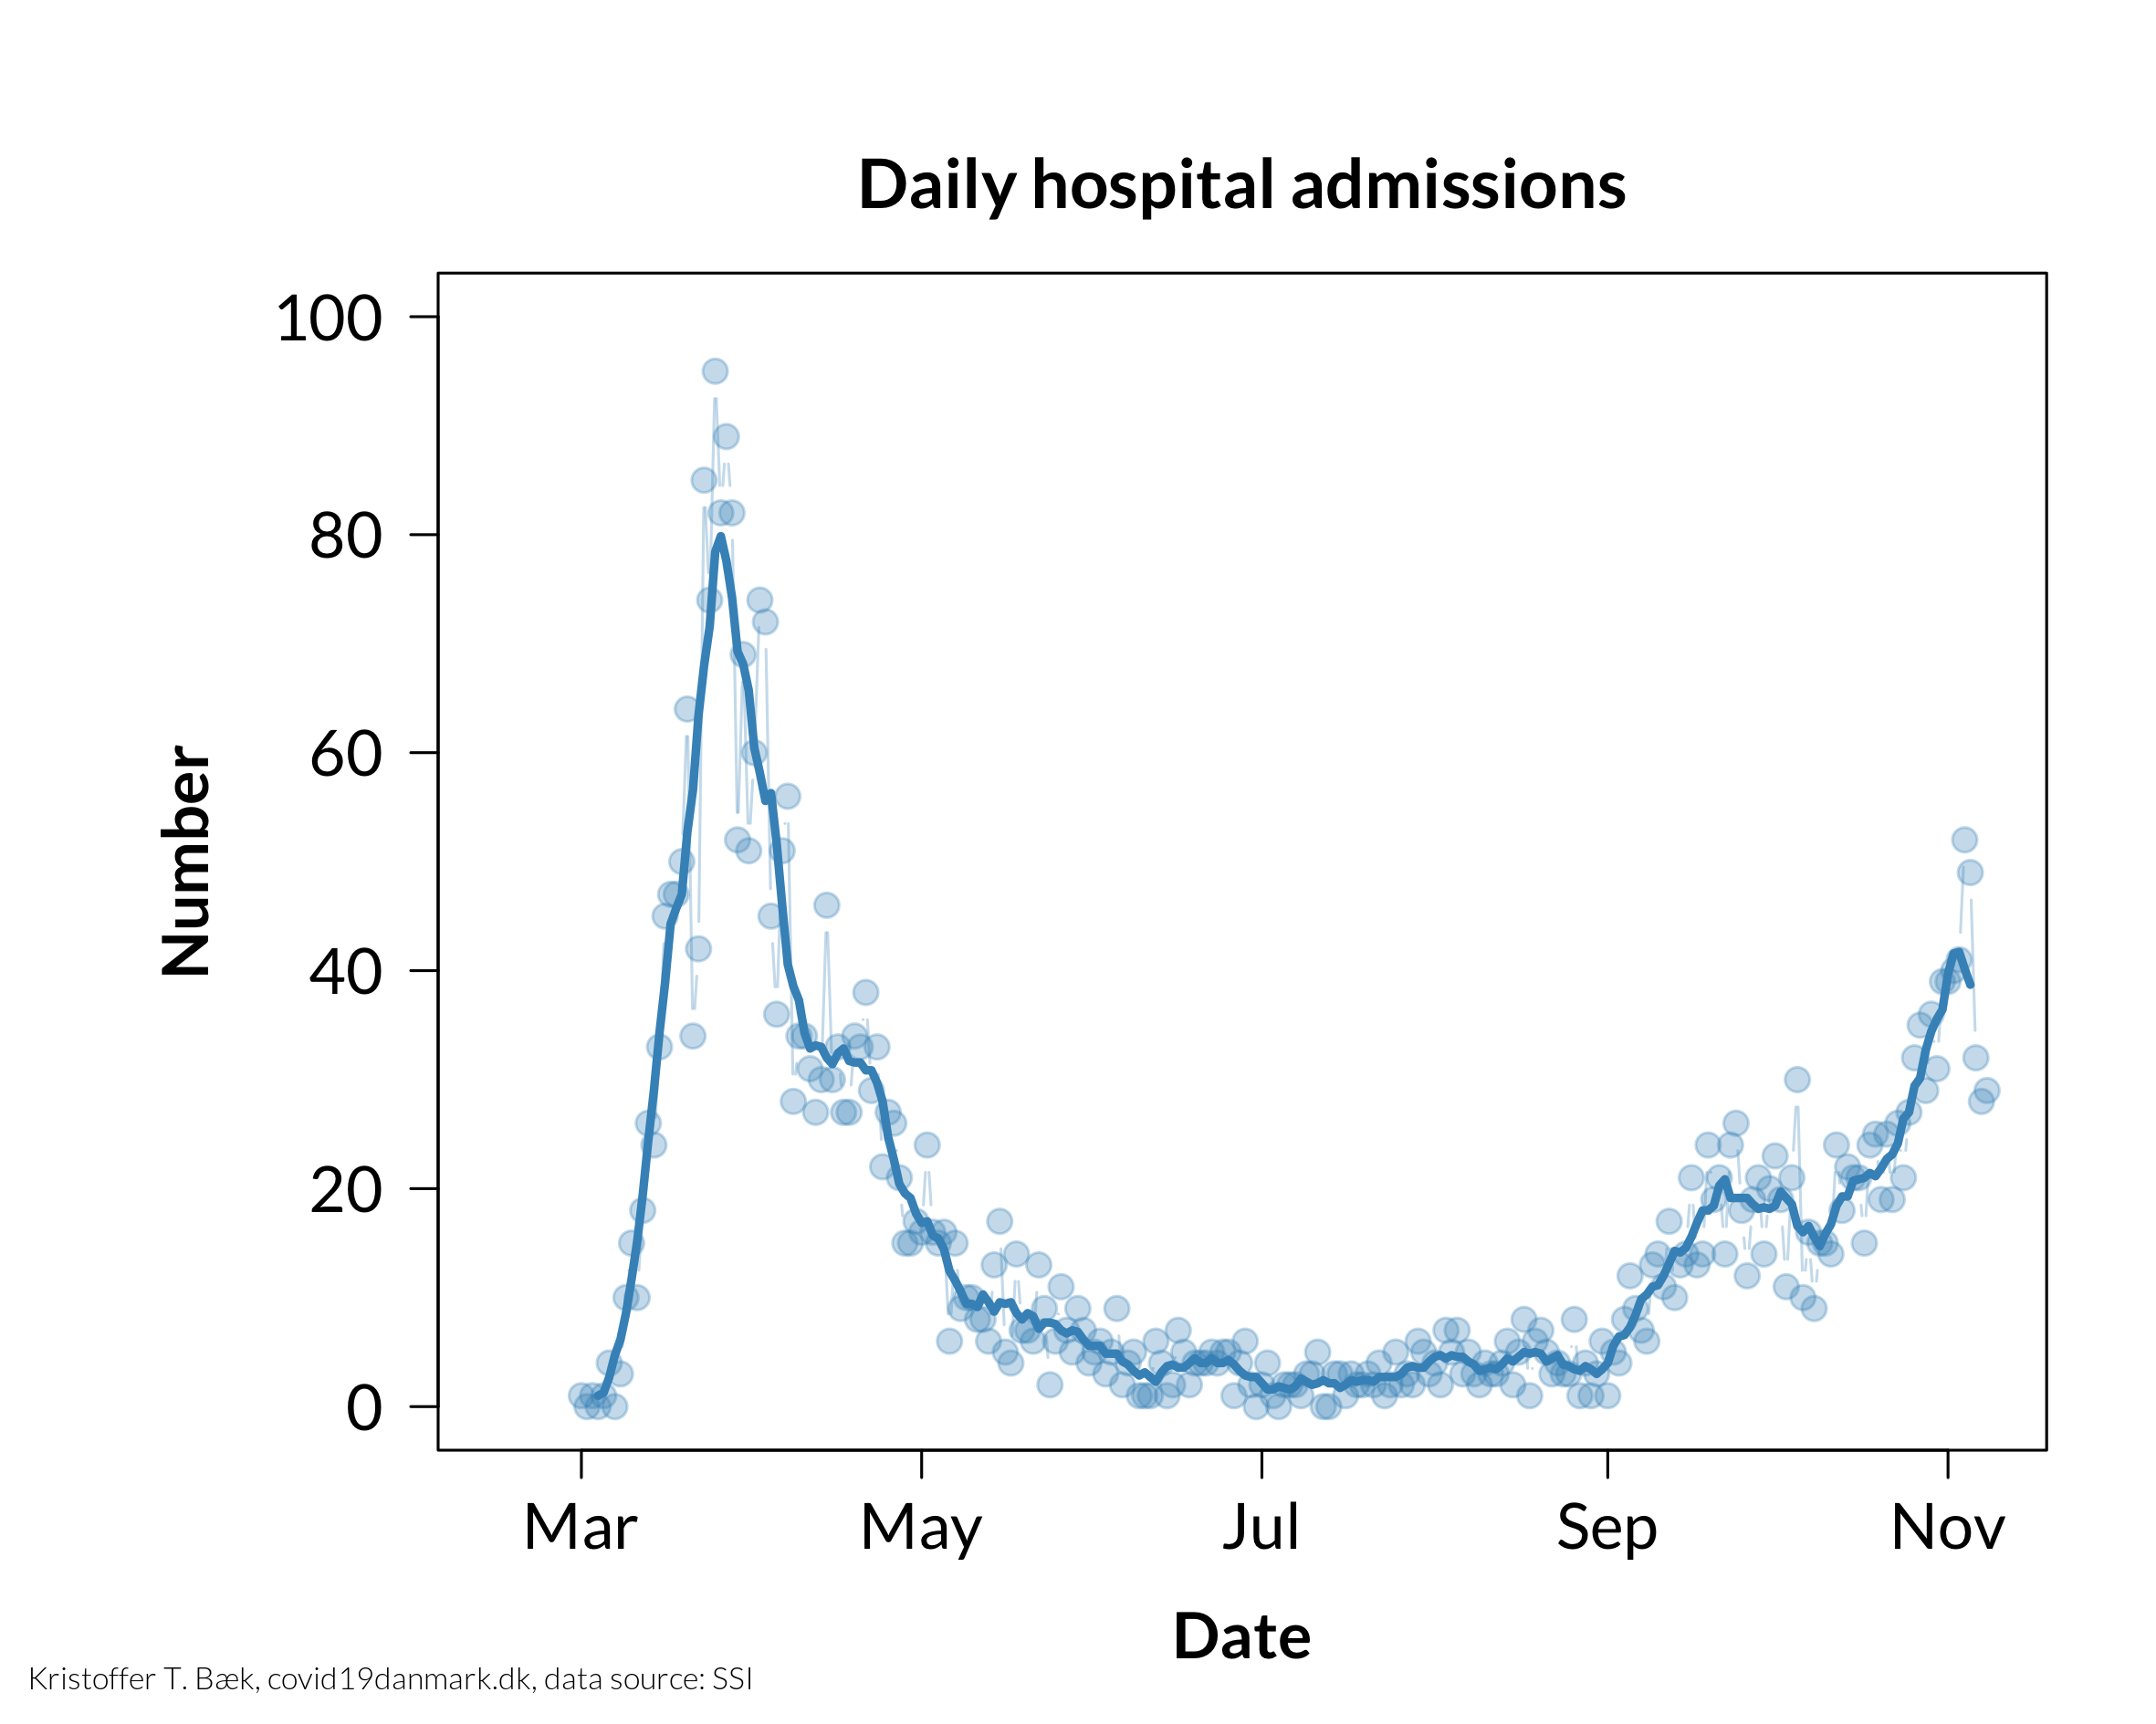 Daily hospital admissions
100
80
60
40
20
0
Number
Mar May Jul Sep Nov
Date
Kristoffer T. Bæk, covid19danmark.dk, data source: SSI